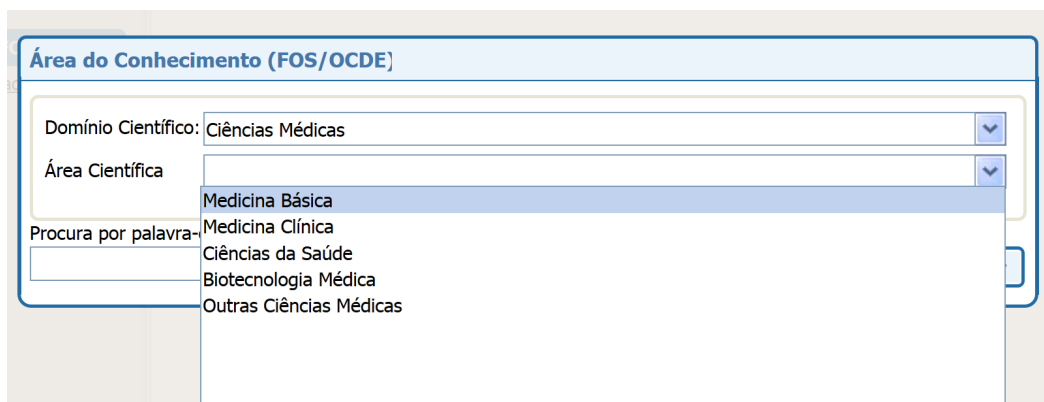 Área do Conhecimento (FOS/OCDE)
Domínio Científico: Ciências Médicas
Área Científica
Medicina Básica
Medicina Clínica
Ciências da Saúde
Biotecnologia Médica
Outras Ciências Médicas
Procura por palavra-